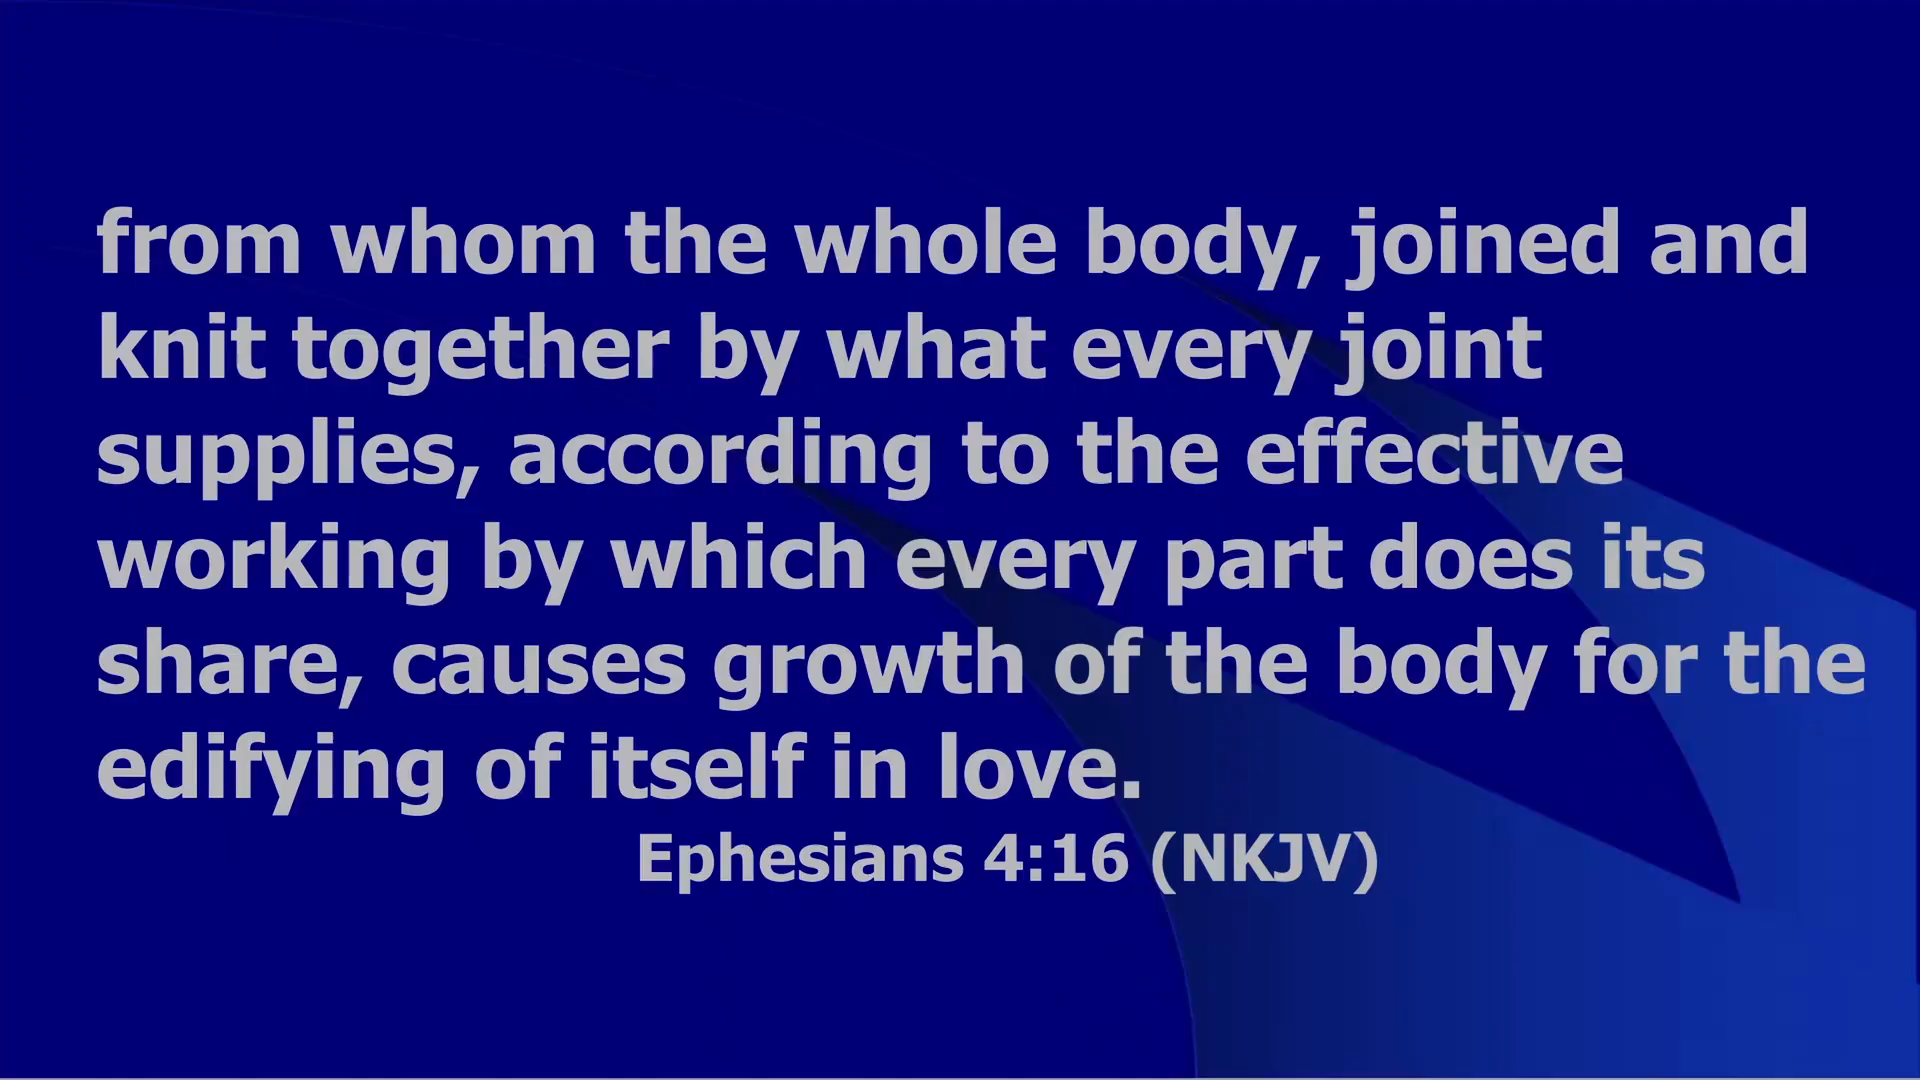 from whom the whole body, joined and
knit together by what every joint
supplies, according to the effective
working by which every part does its
share, causes growth of the body for the
edifying of itself in love.
Ephesians 4:16 (NKJV)